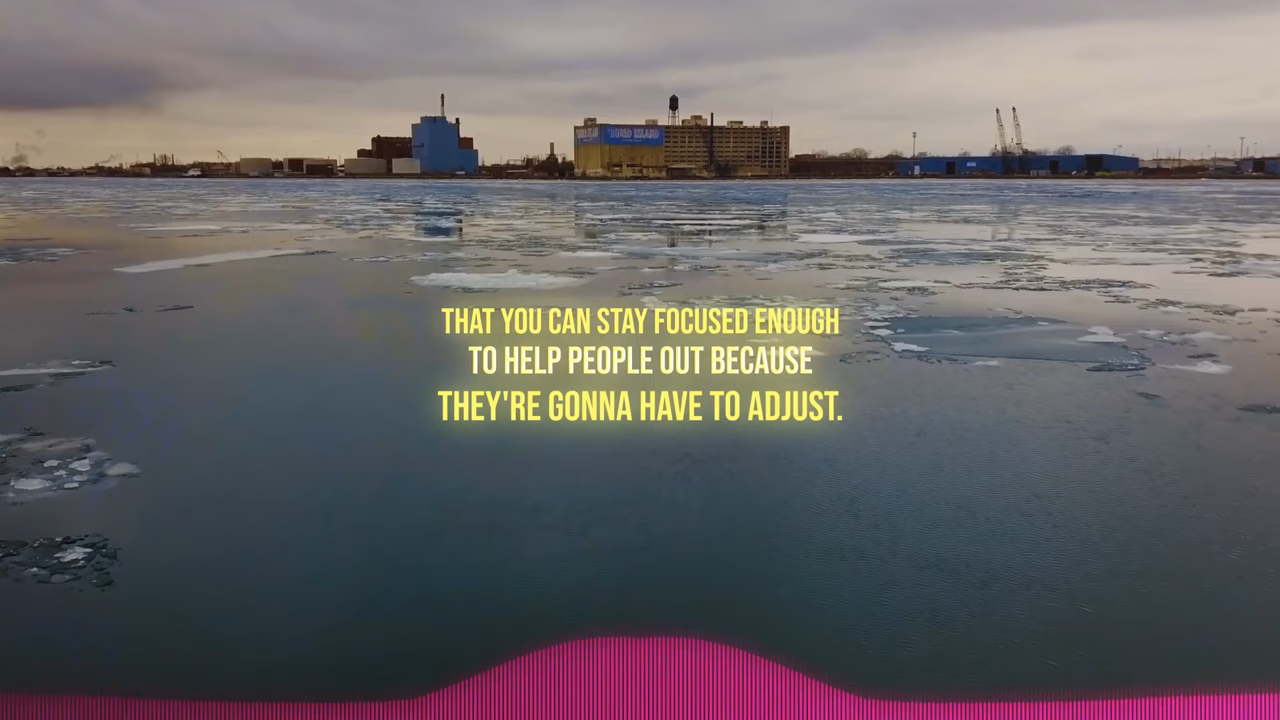 THAT YOU CAN STAY FOCUSED ENOUGH
TO HELP PEOPLE OUT BECAUSE
THEY'RE GONNA HAVE TO ADJUST.